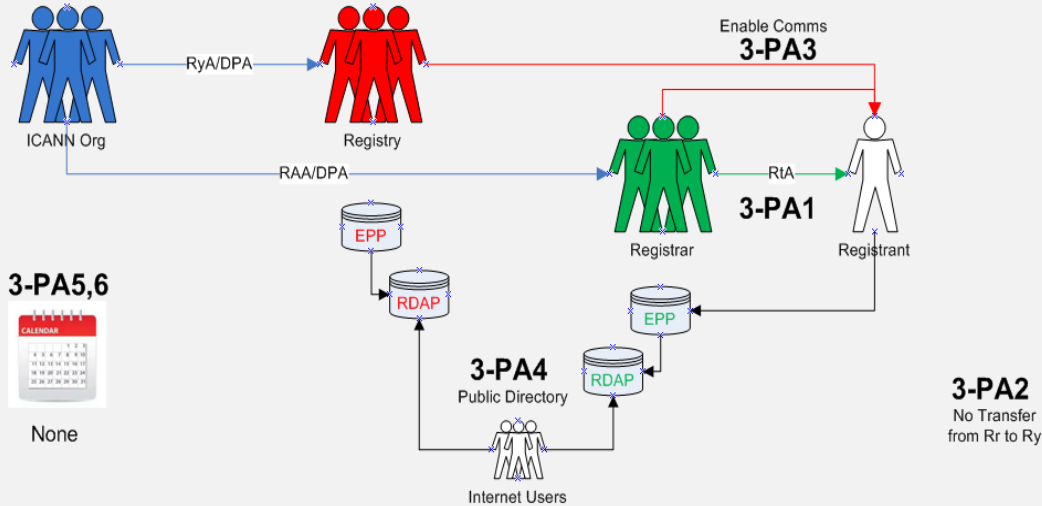 Enable Comms
3-PA3
RyA/DPA
ICANN Org
Registry
RAA/DPA
RtA
3-PA1
Registrar
Registrant
EPP
RDAP
3-PA5,6
CALENDAR
None
EPP
RDAP
3-PA4
Public Directory
Internet Users
3-PA2
No Transfer
from Rr to Ry